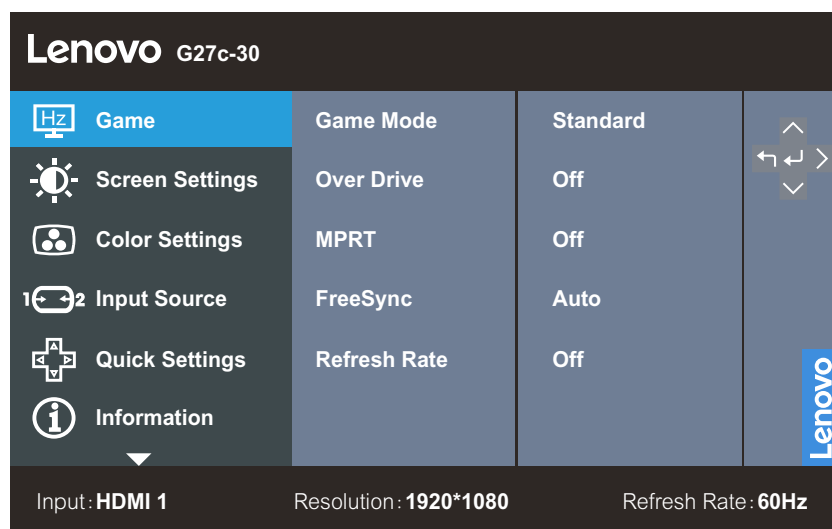 Lenovo G27c-30
Hz Game Game Mode Standard
Screen Settings Over Drive Off
Color Settings MPRT Off
1 2 Input Source FreeSync Auto
Quick Settings Refresh Rate Off
i Information
Lenovo
Input: HDMI 1 Resolution: 1920*1080 Refresh Rate: 60Hz